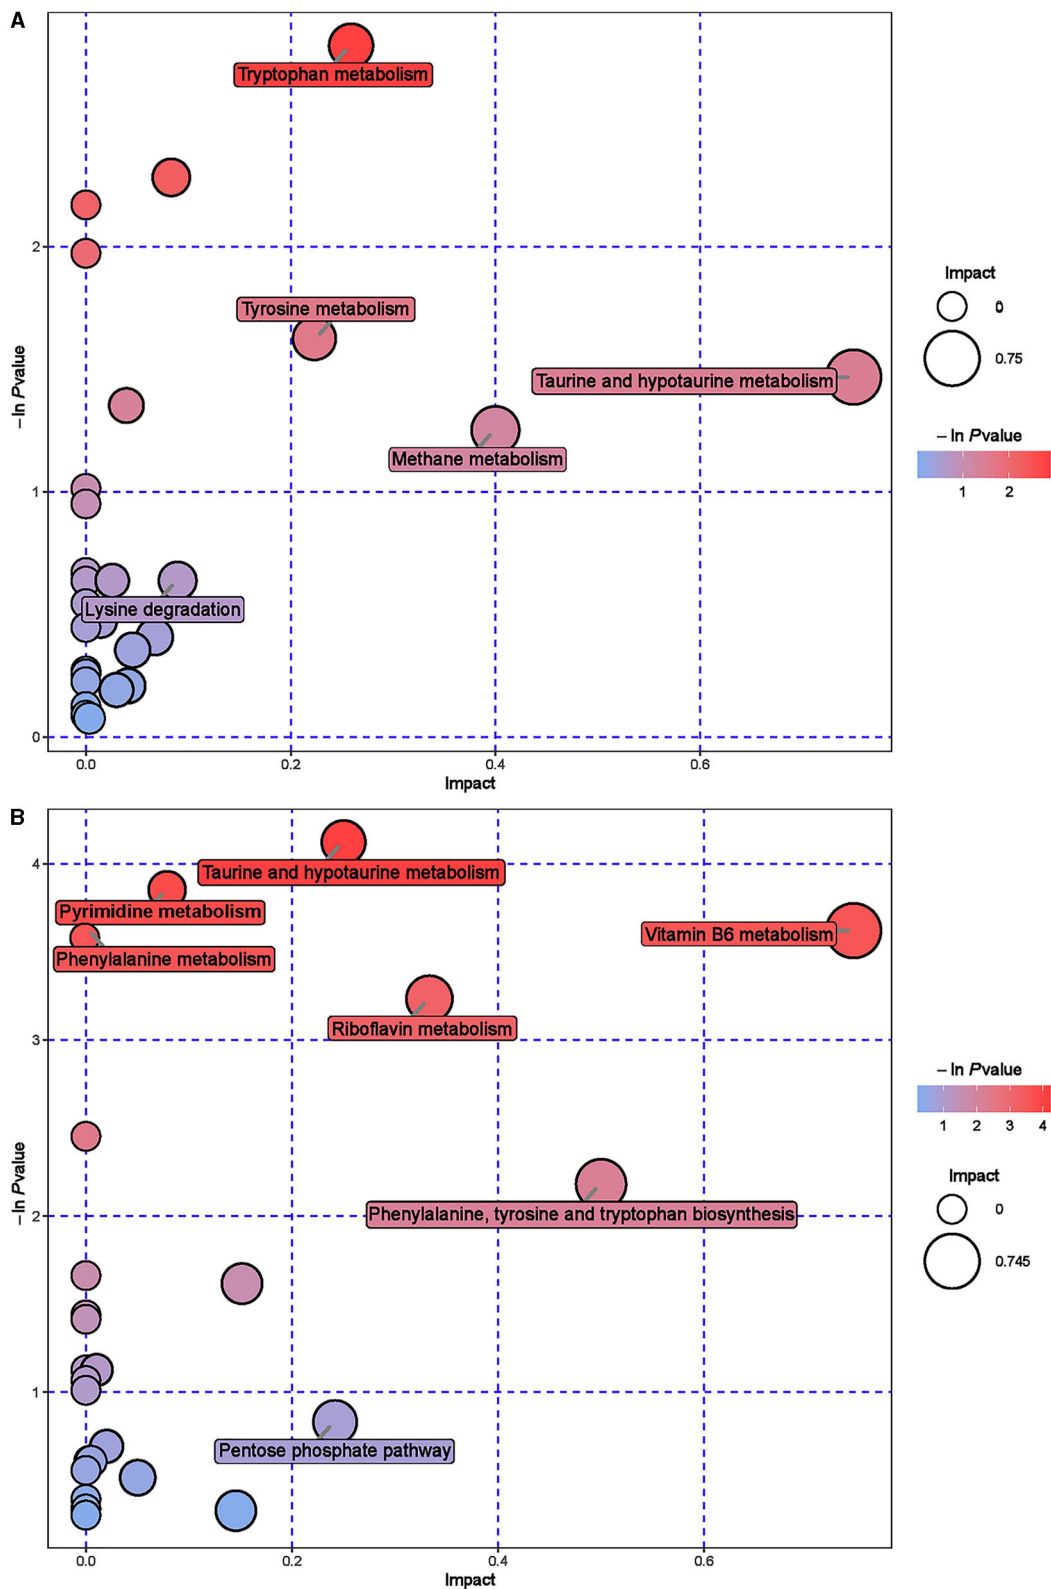 A
Tryptophan metabolism
2
Tyrosine metabolism
Taurine and hypotaurine metabolism
Methane metabolism
1
Lysine degradation
0
– ln Pvalue
0.0 0.2 0.4 0.6
Impact
Impact
0.75
– ln Pvalue
1 2
B
4
Taurine and hypotaurine metabolism
Pyrimidine metabolism
Vitamin B6 metabolism
Phenylalanine metabolism
Riboflavin metabolism
3
Phenylalanine, tyrosine and tryptophan biosynthesis
2
1
Pentose phosphate pathway
– ln Pvalue
0.0 0.2 0.4 0.6
Impact
– ln Pvalue
1 2 3 4
Impact
0
0.745